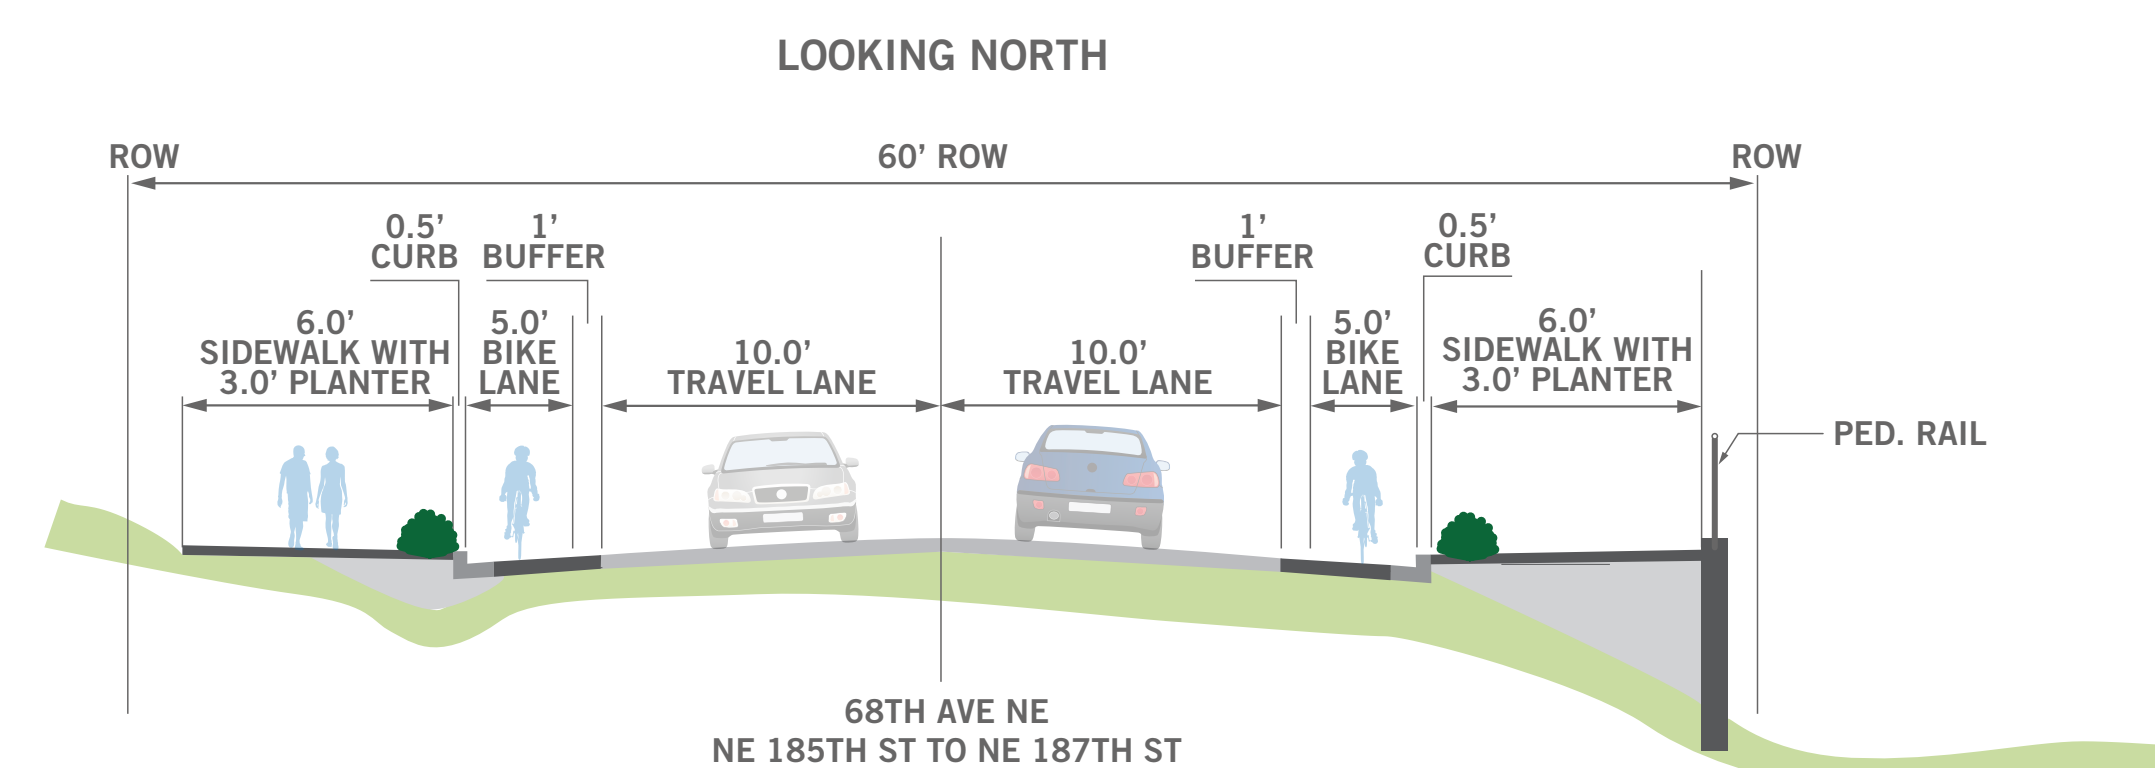 LOOKING NORTH
ROW
60’ ROW
ROW
0.5’
CURB
1’
BUFFER
1’
BUFFER
0.5’
CURB
6.0’
SIDEWALK WITH
3.0’ PLANTER
5.0’
BIKE
LANE
10.0’
TRAVEL LANE
10.0’
TRAVEL LANE
5.0’
BIKE
LANE
6.0’
SIDEWALK WITH
3.0’ PLANTER
PED. RAIL
68TH AVE NE
NE 185TH ST TO NE 187TH ST